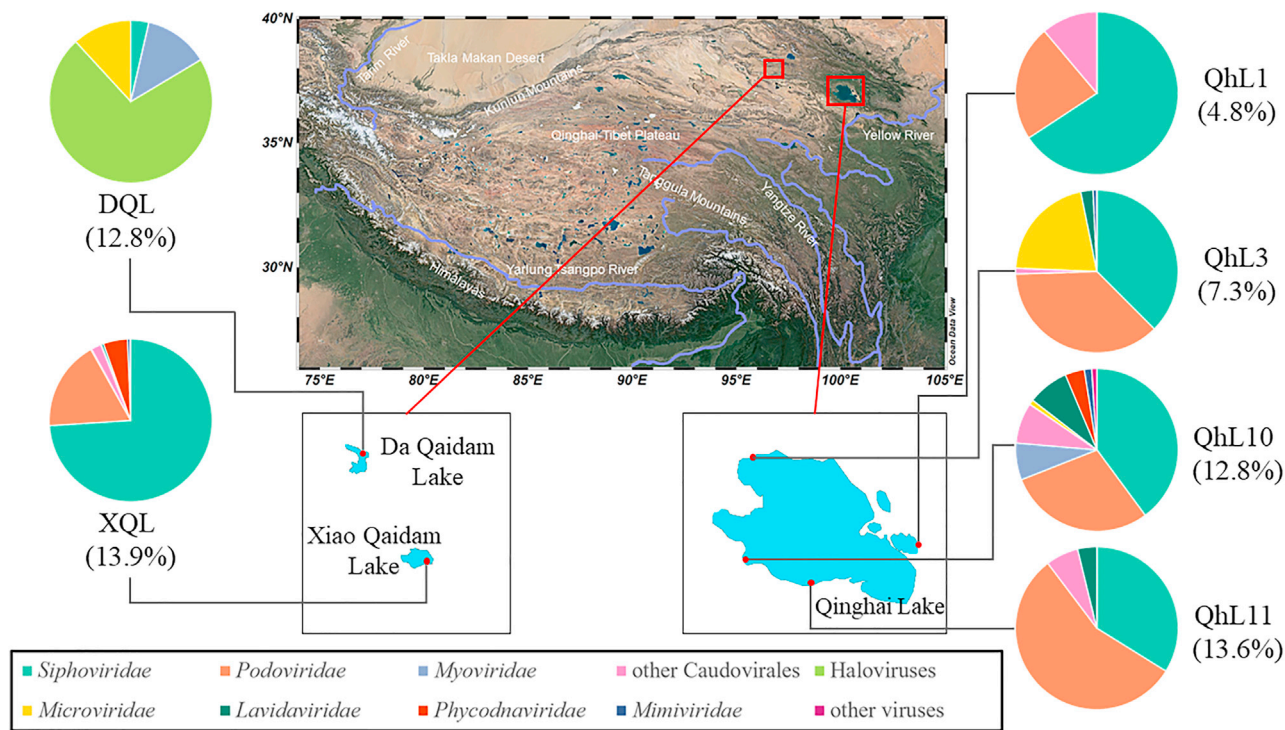 DQL
(12.8%)
XQL
(13.9%)
40°N
35°N
30°N
75°E
80°E
85°E
90°E
95°E
100°E
105°E
Takla Makan Desert
Tarim River
Kunlun Mountains
Qinghai-Tibet Plateau
Yellow River
Tanggula Mountains
Yangtze River
Yarlung Tsangpo River
Himalayas
Ocean Data View
Da Qaidam
Lake
Xiao Qaidam
Lake
Qinghai Lake
QhL1
(4.8%)
QhL3
(7.3%)
QhL10
(12.8%)
QhL11
(13.6%)
Siphoviridae
Podoviridae
Myoviridae
other Caudovirales
Haloviruses
Microviridae
Lavidaviridae
Phycodnaviridae
Mimiviridae
other viruses